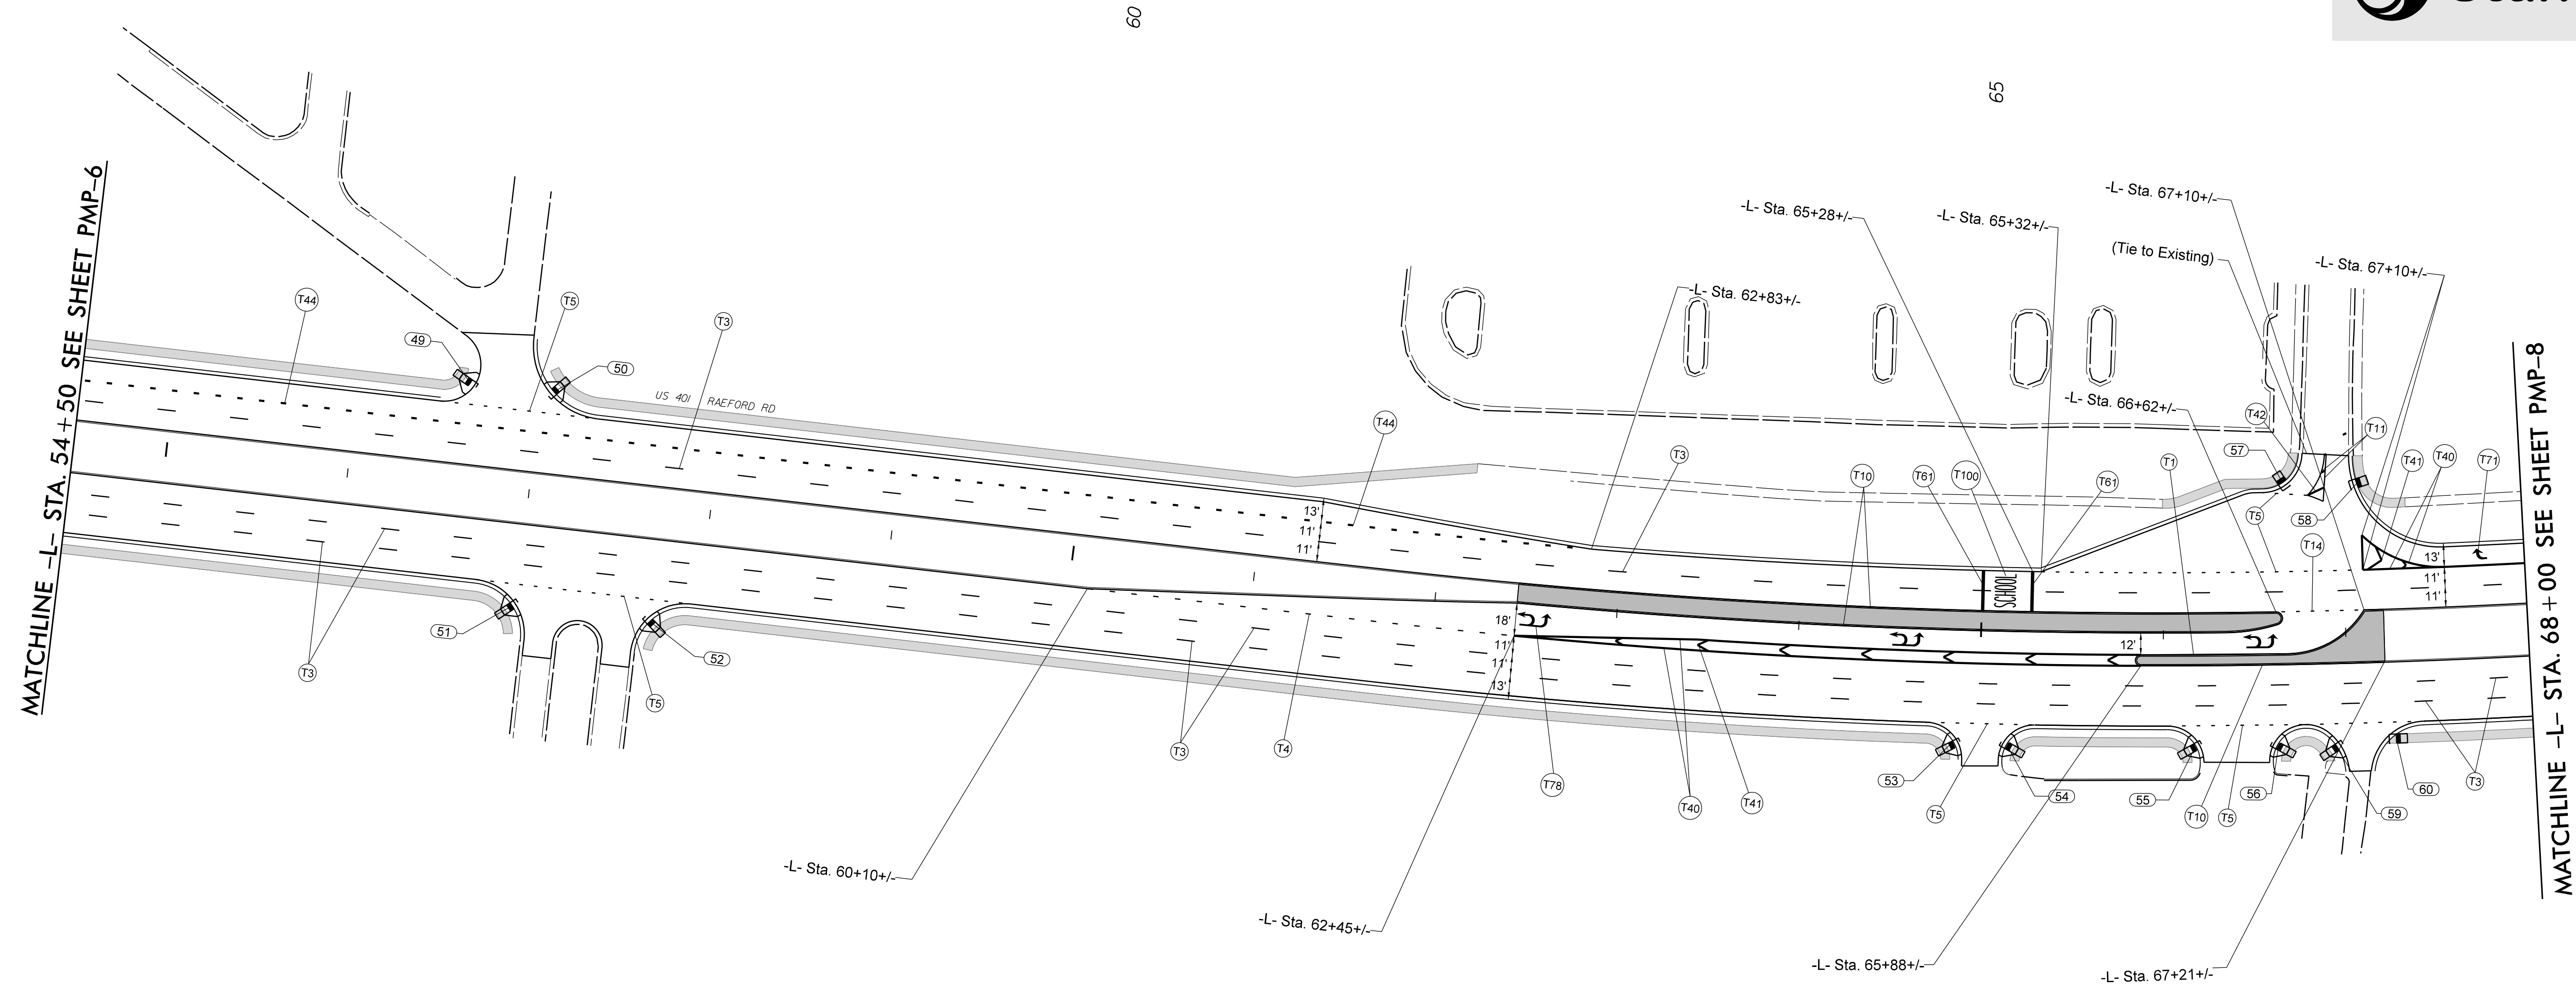 60
65
MATCHLINE -L- STA. 54+50 SEE SHEET PMP-6
T44
49
T5
T3
50
US 401 RAEFORD RD
T3
51
52
T5
-L- Sta. 60+10+/-
T44
13'
11'
11'
-L- Sta. 62+83+/-
T3
T3
T4
18'
11'
11'
13'
-L- Sta. 62+45+/-
T78
T40
T41
-L- Sta. 65+28+/-
-L- Sta. 65+32+/-
T10
T61
T100
T61
SCHOOL
-L- Sta. 67+10+/-
(Tie to Existing)
-L- Sta. 67+10+/-
-L- Sta. 66+62+/-
T42
T11
T1
57
T5
58
T14
T41
T40
T71
13'
11'
11'
12'
53
T5
54
55
T10
T5
56
59
60
T3
-L- Sta. 65+88+/-
-L- Sta. 67+21+/-
MATCHLINE -L- STA. 68+00 SEE SHEET PMP-8